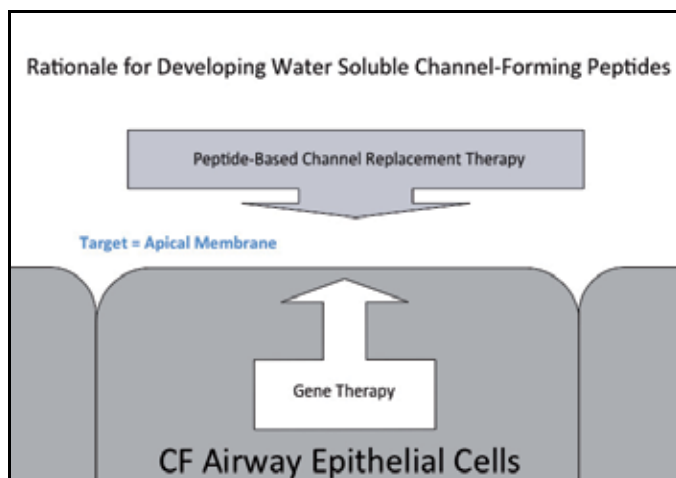 Rationale for Developing Water Soluble Channel-Forming Peptides
Peptide-Based Channel Replacement Therapy
Target = Apical Membrane
Gene Therapy
CF Airway Epithelial Cells